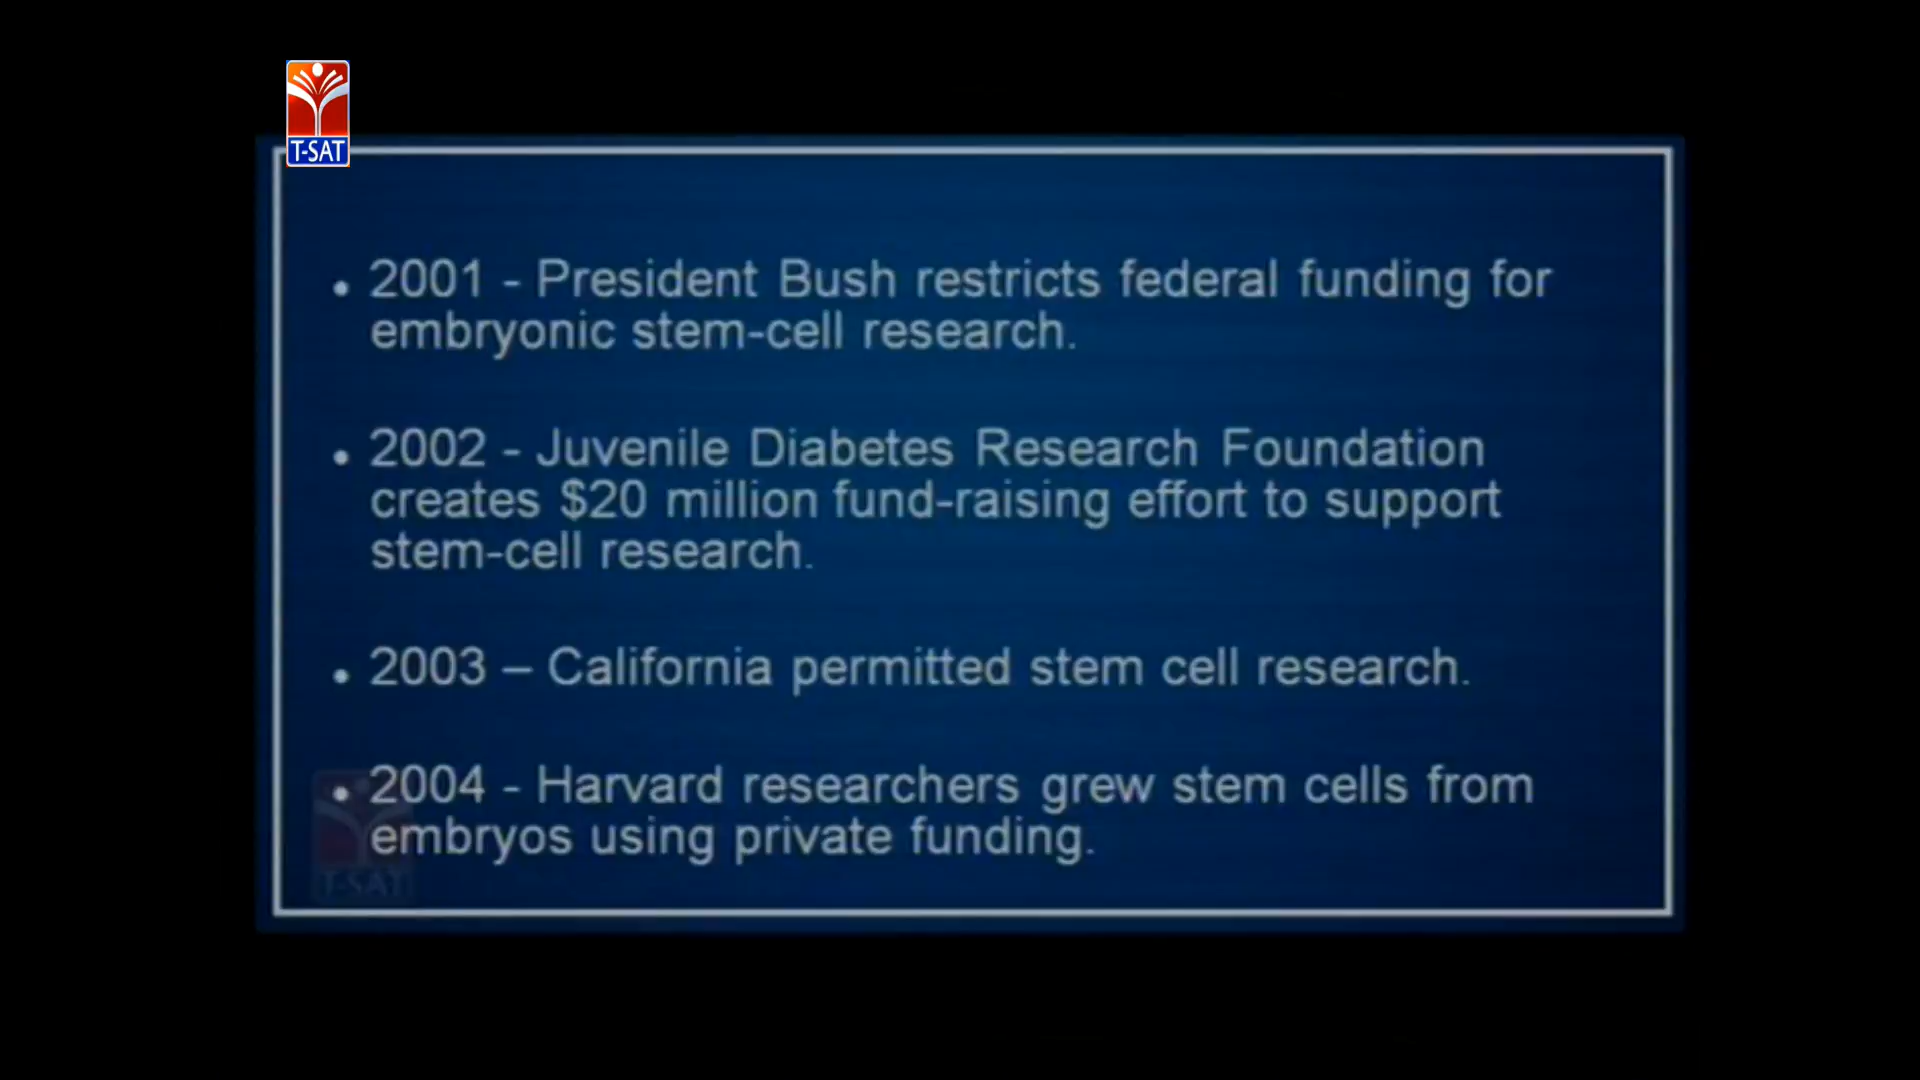 T-SAT
• 2001 - President Bush restricts federal funding for
embryonic stem-cell research.
• 2002 - Juvenile Diabetes Research Foundation
creates $20 million fund-raising effort to support
stem-cell research.
• 2003 – California permitted stem cell research.
• 2004 - Harvard researchers grew stem cells from
embryos using private funding.
T-SAT